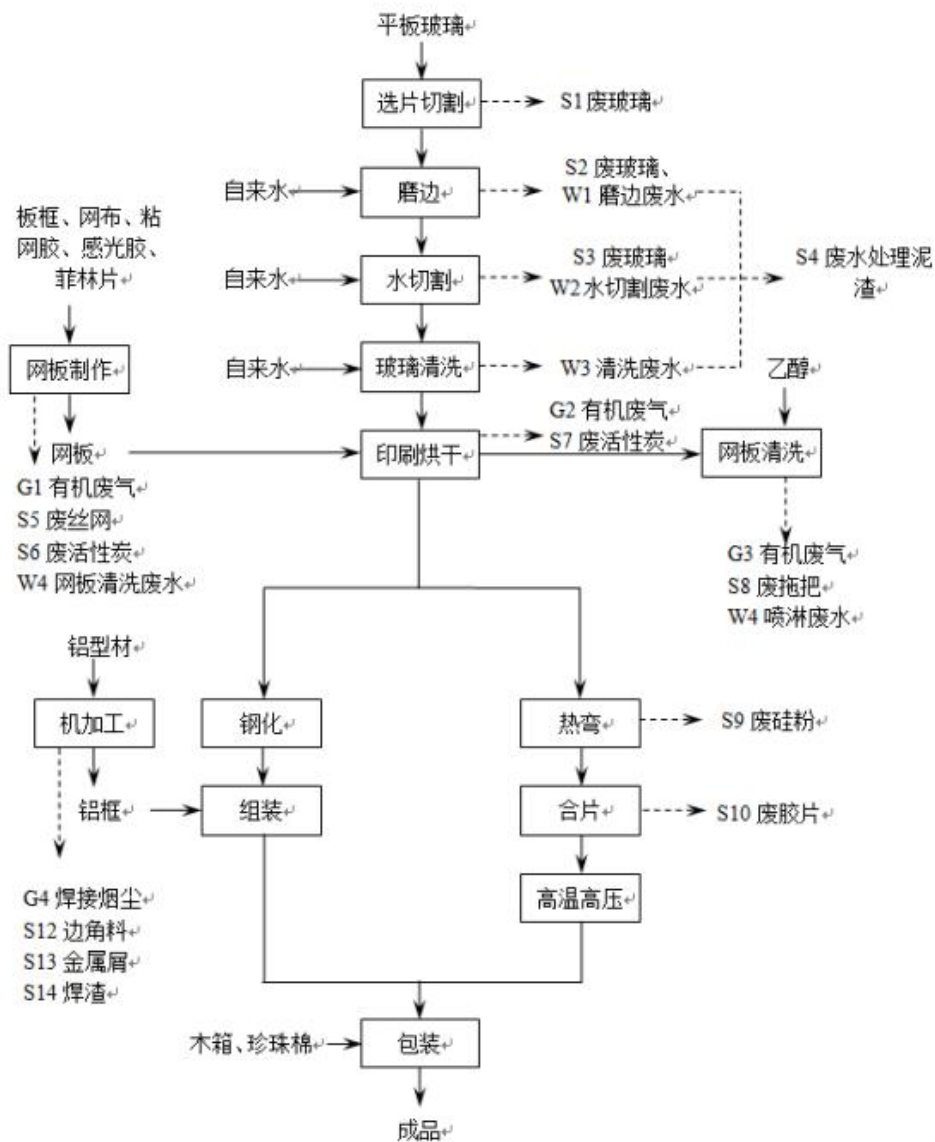 平板玻璃
选片切割
S1 废玻璃
自来水
磨边
S2 废玻璃、
W1 磨边废水
板框、网布、粘
网胶、感光胶、
菲林片
自来水
水切割
S3 废玻璃
W2 水切割废水
S4 废水处理泥
渣
网板制作
自来水
玻璃清洗
W3 清洗废水
乙醇
网板
印刷烘干
G2 有机废气
S7 废活性炭
网板清洗
G1 有机废气
S5 废丝网
S6 废活性炭
W4 网板清洗废水
G3 有机废气
S8 废拖把
W4 喷淋废水
铝型材
机加工
钢化
热弯
S9 废硅粉
铝框
组装
合片
S10 废胶片
高温高压
G4 焊接烟尘
S12 边角料
S13 金属屑
S14 焊渣
木箱、珍珠棉
包装
成品